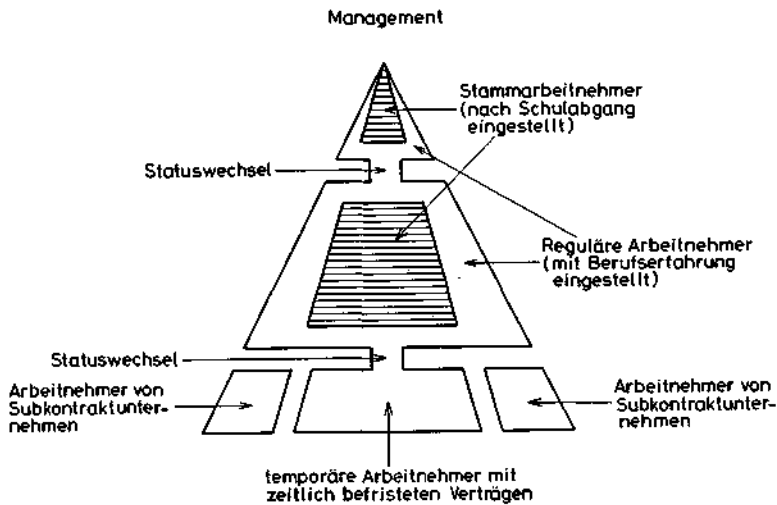 Management
Stammarbeitnehmer
(nach Schulabgang
eingestellt)
Statuswechsel
Reguläre Arbeitnehmer
(mit Berufserfahrung
eingestellt)
Statuswechsel
Arbeitnehmer von
Subkontraktunter-
nehmen
Arbeitnehmer von
Subkontraktunter-
nehmen
temporäre Arbeitnehmer mit
zeitlich befristeten Verträgen